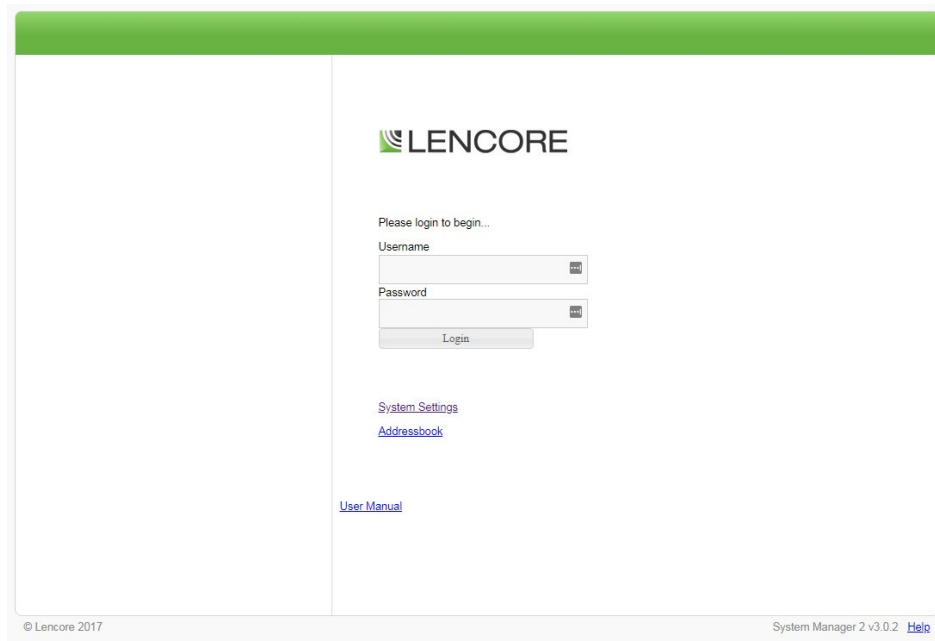 LENCORE
Please login to begin...
Username
Password
Login
System Settings
Addressbook
User Manual
© Lencore 2017
System Manager 2 v3.0.2 Help